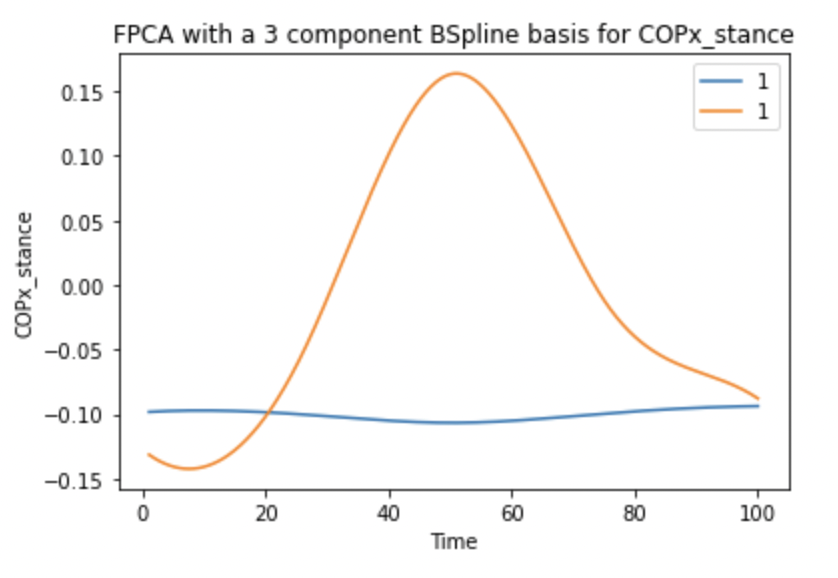 FPCA with a 3 component BSpline basis for COPx_stance
1
1
0.15
0.10
0.05
0.00
−0.05
−0.10
−0.15
COPx_stance
0 20 40 60 80 100
Time